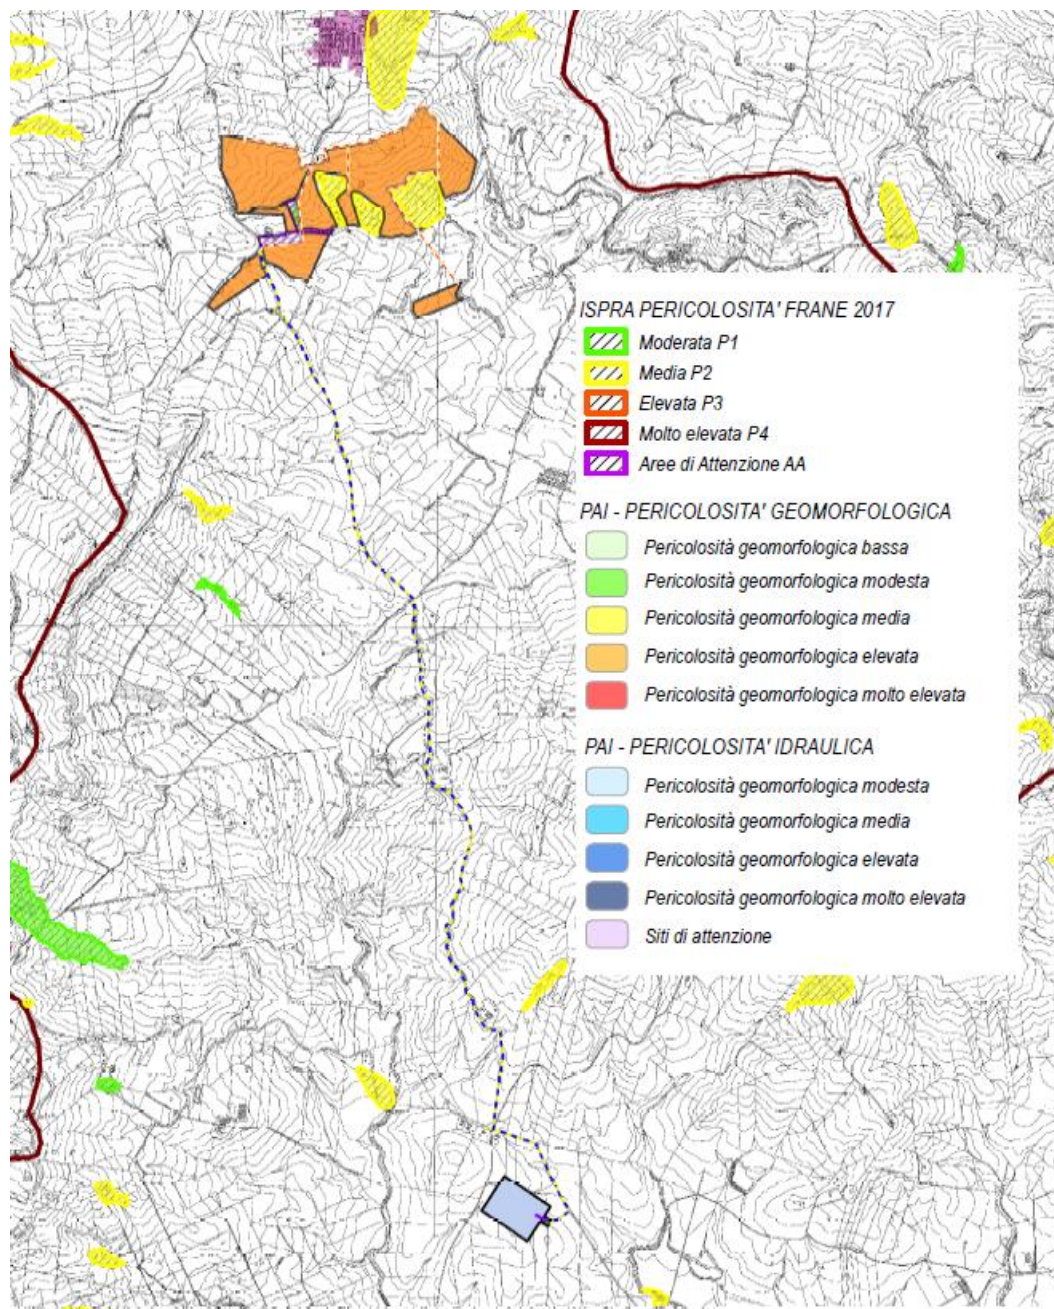 ISPRA PERICOLOSITA' FRANE 2017
Moderata P1
Media P2
Elevata P3
Molto elevata P4
Aree di Attenzione AA
PAI - PERICOLOSITA' GEOMORFOLOGICA
Pericolosità geomorfologica bassa
Pericolosità geomorfologica modesta
Pericolosità geomorfologica media
Pericolosità geomorfologica elevata
Pericolosità geomorfologica molto elevata
PAI - PERICOLOSITA' IDRAULICA
Pericolosità geomorfologica modesta
Pericolosità geomorfologica media
Pericolosità geomorfologica elevata
Pericolosità geomorfologica molto elevata
Siti di attenzione